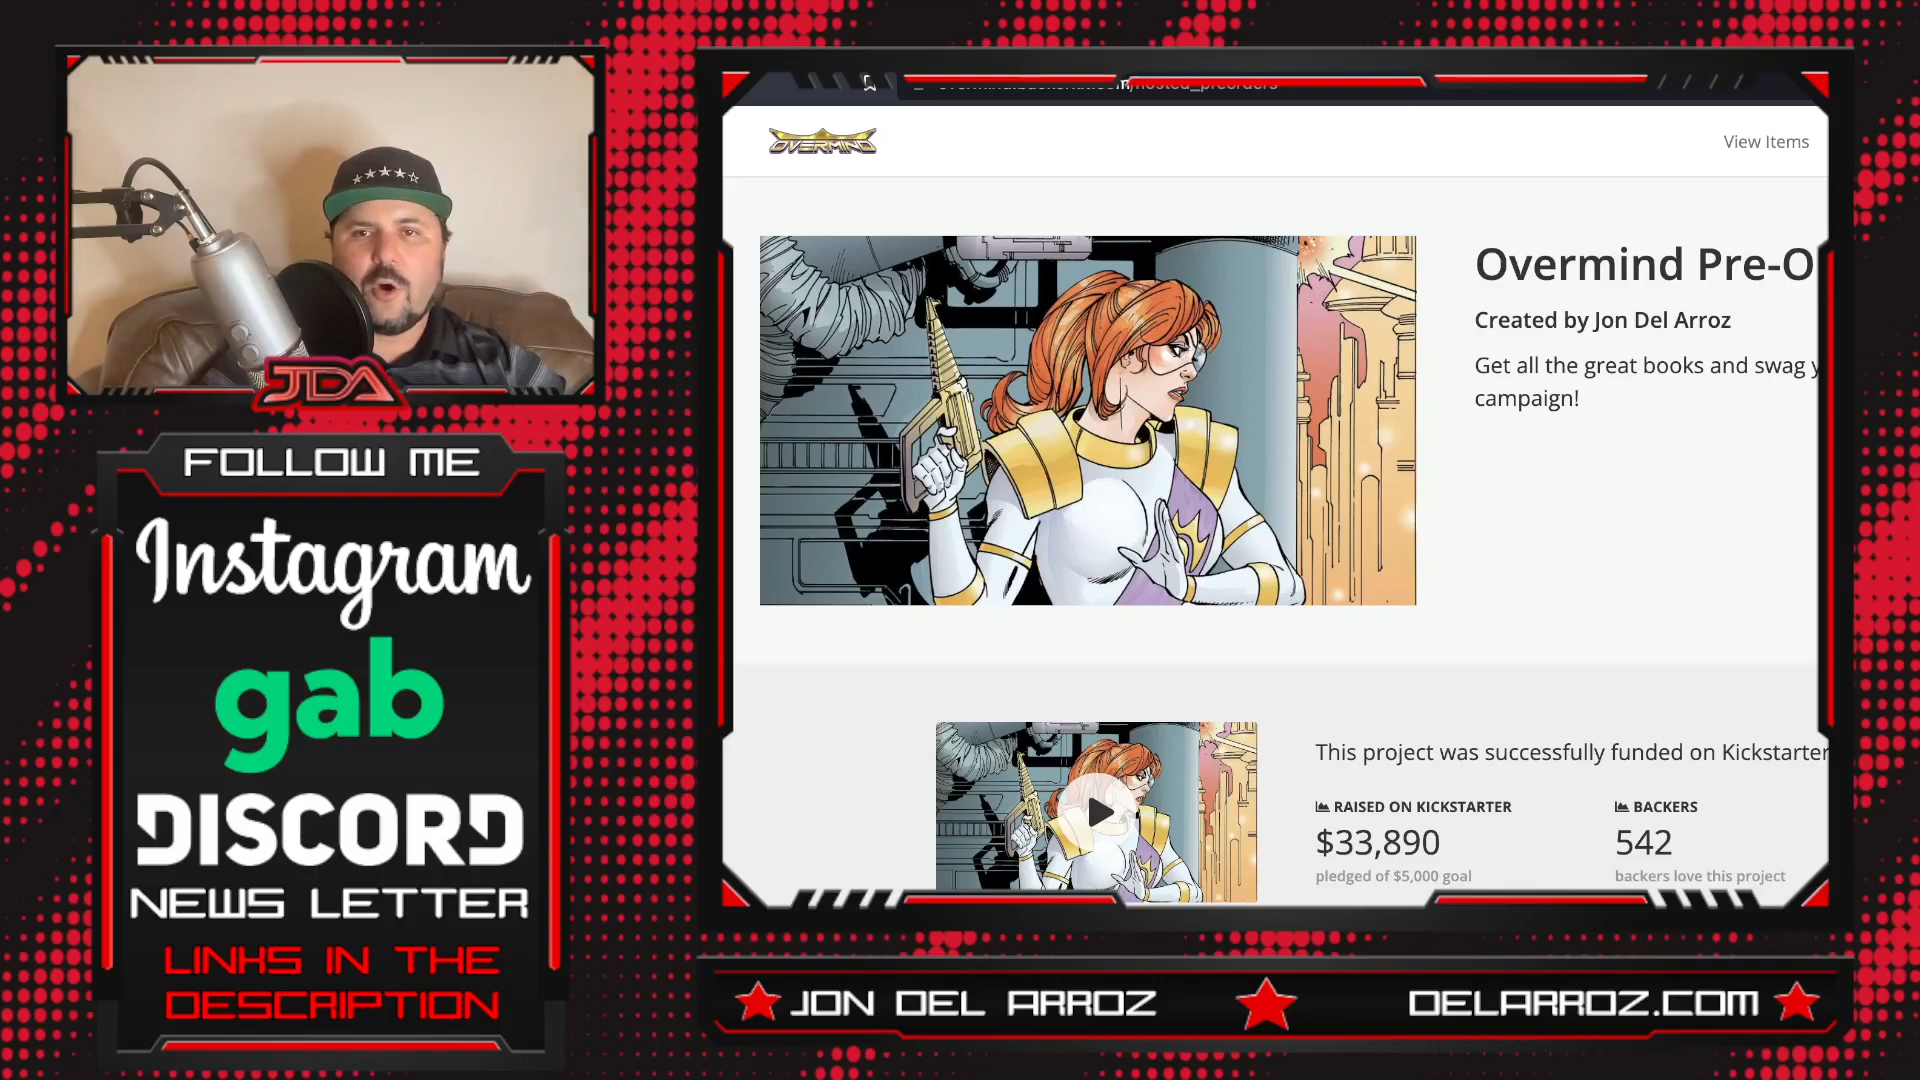 JDA
FOLLOW ME
Instagram
gab
DISCORD
NEWS LETTER
LINKS IN THE
DESCRIPTION
OVERMIND
View Items
Overmind Pre-O
Created by Jon Del Arroz
Get all the great books and swag y
campaign!
This project was successfully funded on Kickstarter
RAISED ON KICKSTARTER
$33,890
pledged of $5,000 goal
BACKERS
542
backers love this project
JON DEL ARROZ
DELARROZ.COM